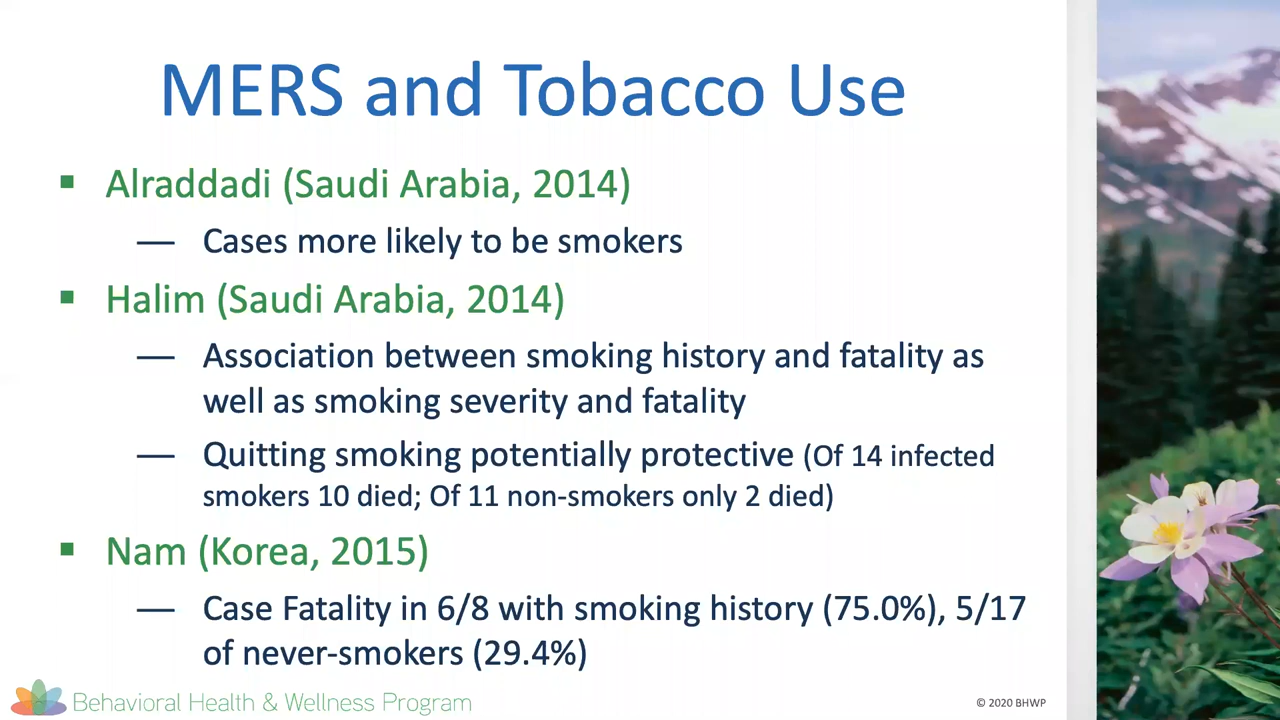 MERS and Tobacco Use
▪ Alraddadi (Saudi Arabia, 2014)
— Cases more likely to be smokers
▪ Halim (Saudi Arabia, 2014)
— Association between smoking history and fatality as
well as smoking severity and fatality
— Quitting smoking potentially protective (Of 14 infected
smokers 10 died; Of 11 non-smokers only 2 died)
▪ Nam (Korea, 2015)
— Case Fatality in 6/8 with smoking history (75.0%), 5/17
of never-smokers (29.4%)
Behavioral Health & Wellness Program
© 2020 BHWP